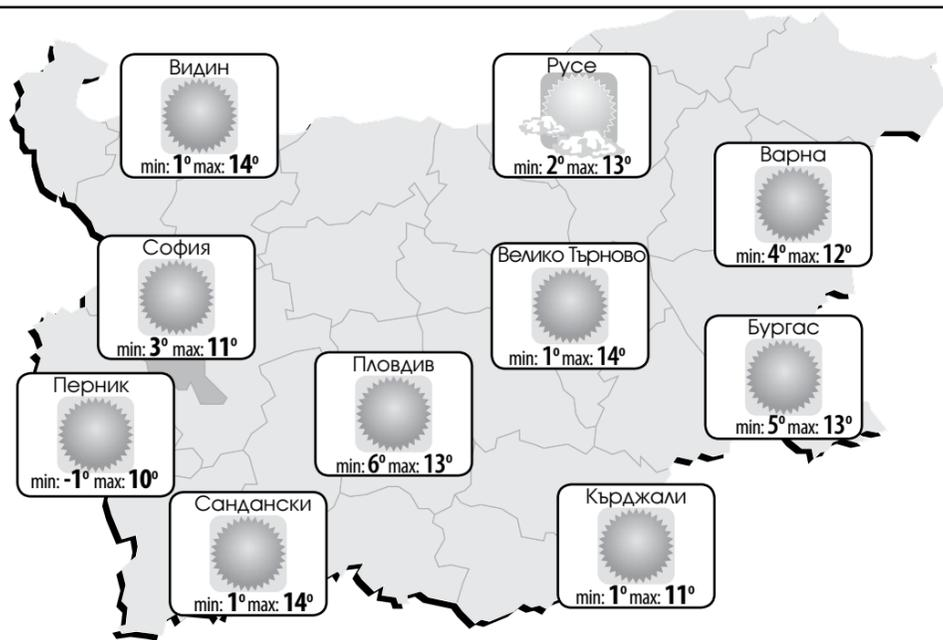 Видин
min: 1° max: 14°
Русе
min: 2° max: 13°
Варна
min: 4° max: 12°
София
min: 3° max: 11°
Велико Търново
min: 1° max: 14°
Бургас
min: 5° max: 13°
Пловдив
min: 6° max: 13°
Перник
min: -1° max: 10°
Сандански
min: 1° max: 14°
Кърджали
min: 1° max: 11°